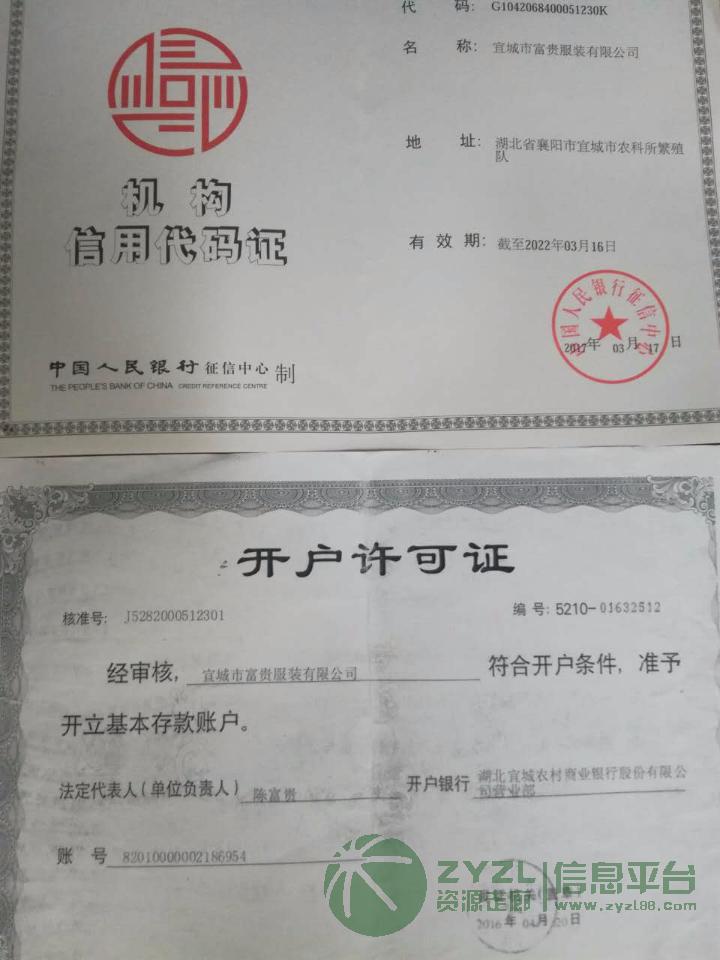 代 码: G1042068400051230K
名 称: 宜城市富贵服装有限公司
地 址: 湖北省襄阳市宜城市农科所繁殖
队
机构
信用代码证
有效期: 截至2022年03月16日
中国人民银行征信中心
2017年 03月 17日
中国人民银行征信中心 制
THE PEOPLE'S BANK OF CHINA CREDIT REFERENCE CENTRE
开户许可证
核准号: J5282000512301
编号: 5210-01632512
经审核, 宜城市富贵服装有限公司 符合开户条件, 准予
开立基本存款账户。
法定代表人(单位负责人) 陈富贵 开户银行 湖北宜城农村商业银行股份有限公
司营业部
账 号 82010000002186954
2016年 04月 20日
ZYZL信息平台
资源走廊 www.zyzl88.com